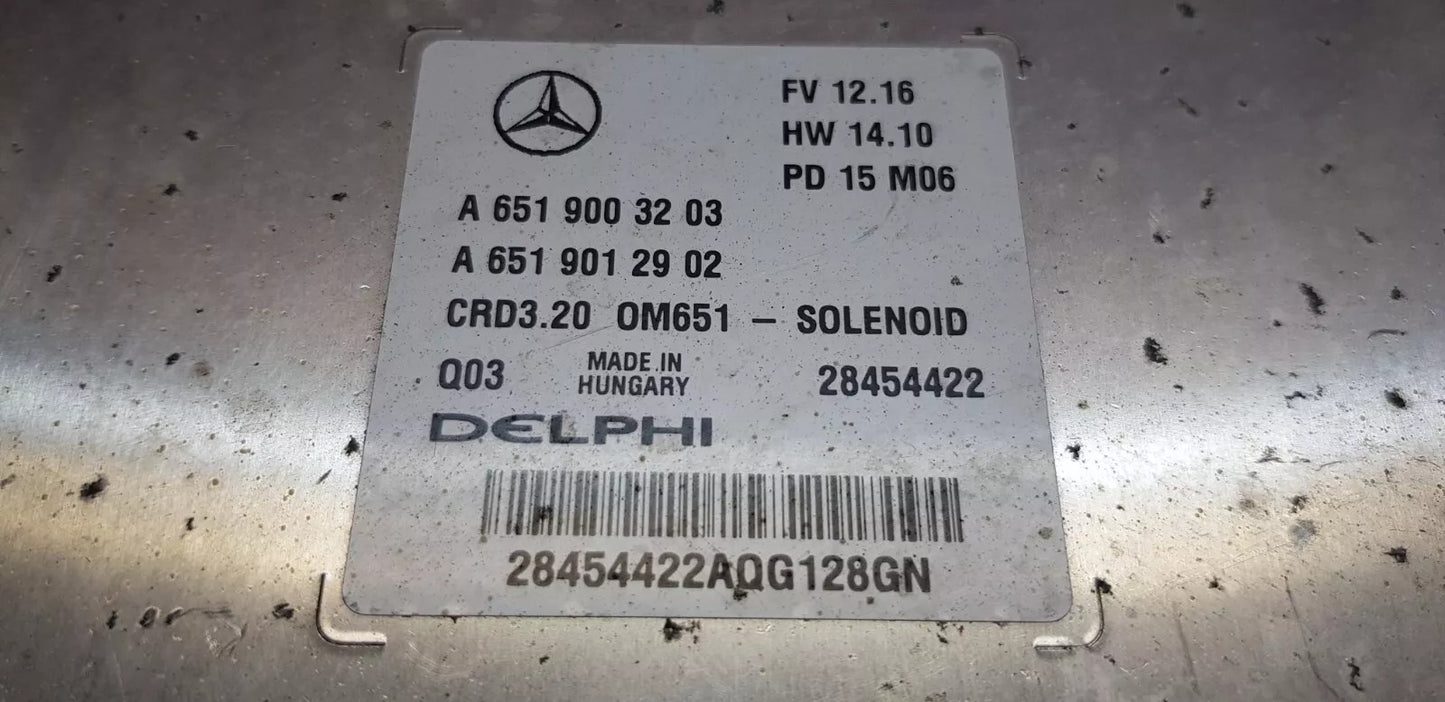 FV 12.16
HW 14.10
PD 15 M06
A 651 900 32 03
A 651 901 29 02
CRD3.20 OM651 – SOLENOID
Q03 MADE IN HUNGARY 28454422
DELPHI
28454422AQG128GN